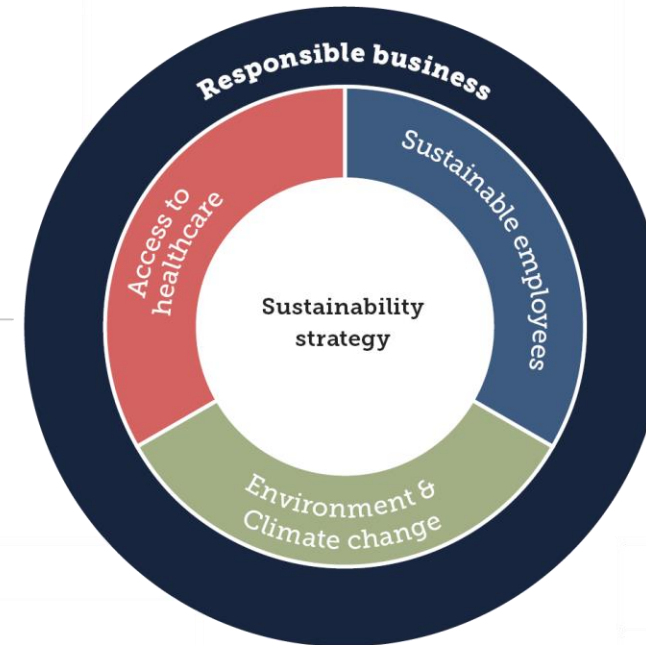 Responsible business
Access to
healthcare
Sustainable employees
Sustainability
strategy
Environment &
Climate change